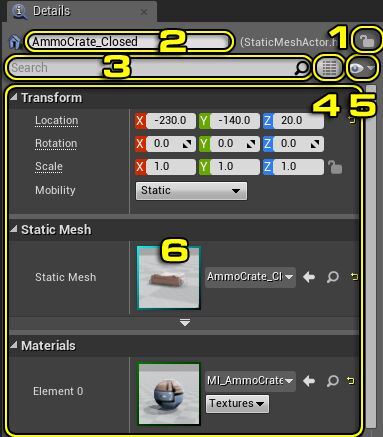 Details
1
AmmoCrate_Closed 2 (StaticMeshActor.h
Search 3
4 5
Transform
Location X -230.0 Y -140.0 Z 20.0
Rotation X 0.0 Y 0.0 Z 0.0
Scale X 1.0 Y 1.0 Z 1.0
Mobility Static
Static Mesh
6
Static Mesh AmmoCrate_Cl
Materials
Element 0 MI_AmmoCrate
Textures